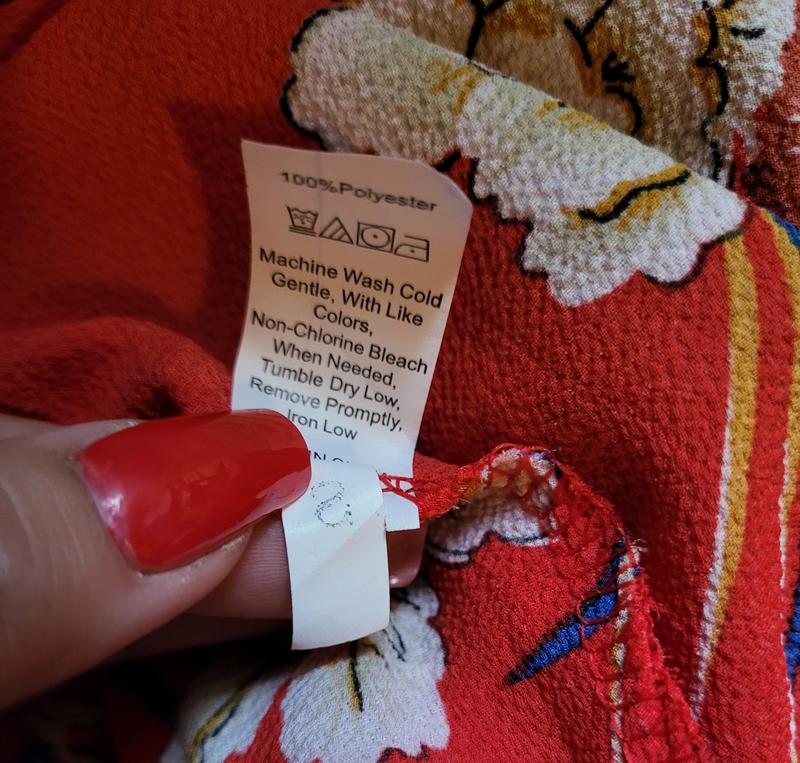 100%Polyester
Machine Wash Cold
Gentle, With Like
Colors,
Non-Chlorine Bleach
When Needed,
Tumble Dry Low,
Remove Promptly,
Iron Low